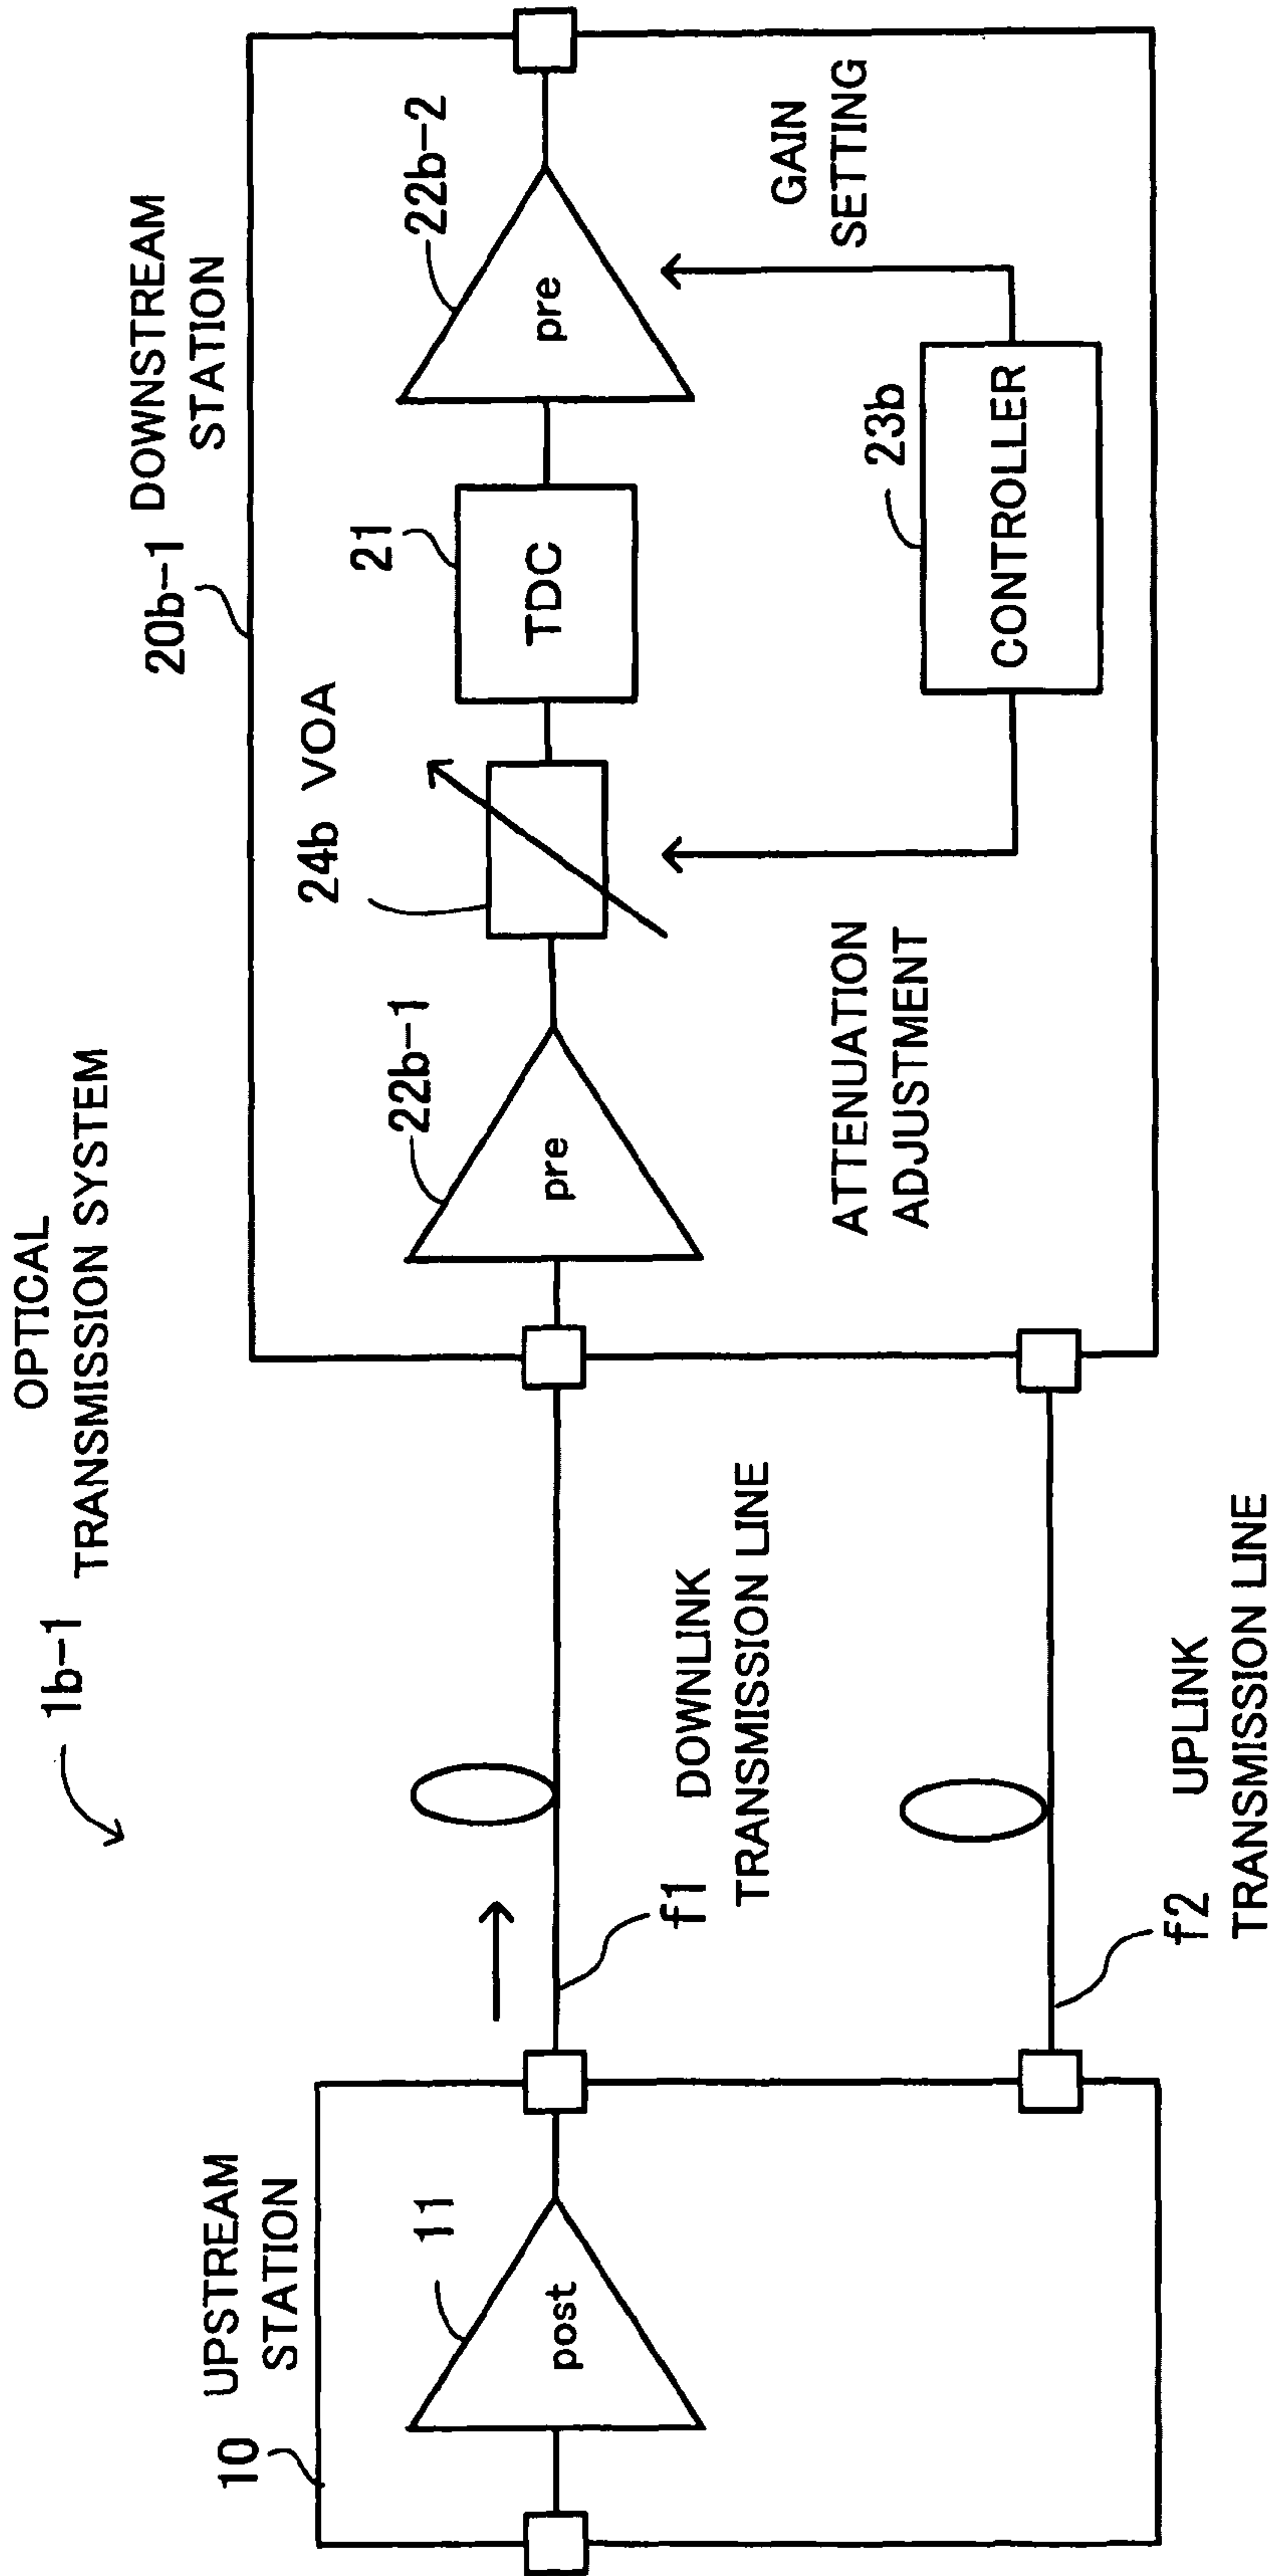 OPTICAL
1b-1 TRANSMISSION SYSTEM
10 UPSTREAM
STATION
11
post
f1
DOWNLINK
TRANSMISSION LINE
f2
UPLINK
TRANSMISSION LINE
20b-1 DOWNSTREAM
STATION
22b-1
pre
24b VOA
21
TDC
22b-2
pre
ATTENUATION
ADJUSTMENT
23b
CONTROLLER
GAIN
SETTING